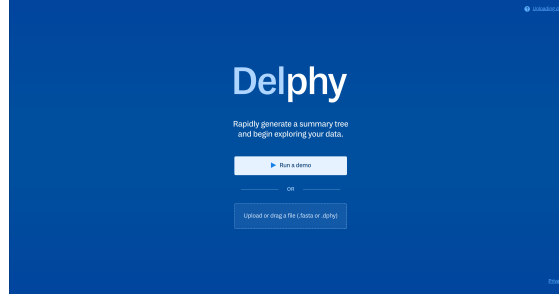 Delphy
Rapidly generate a summary tree
and begin exploring your data.
Run a demo
OR
Upload or drag a file (.fasta or .dphy)